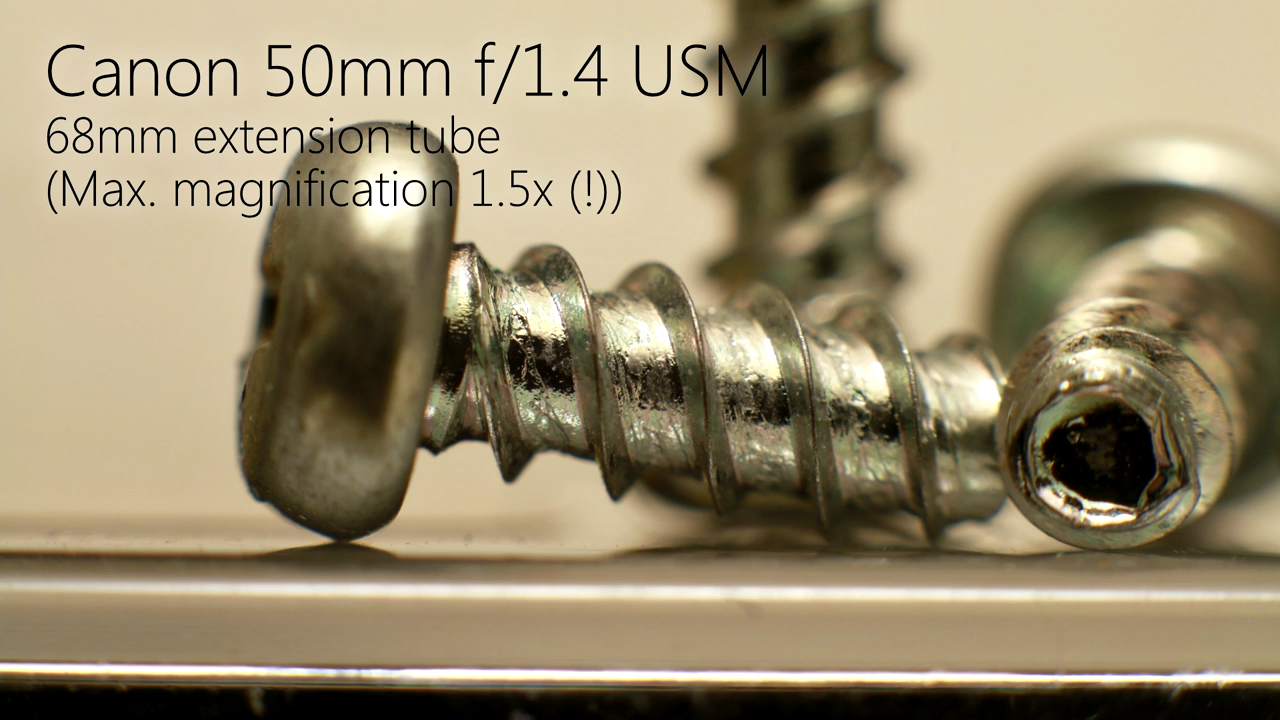 Canon 50mm f/1.4 USM
68mm extension tube
(Max. magnification 1.5x (!))